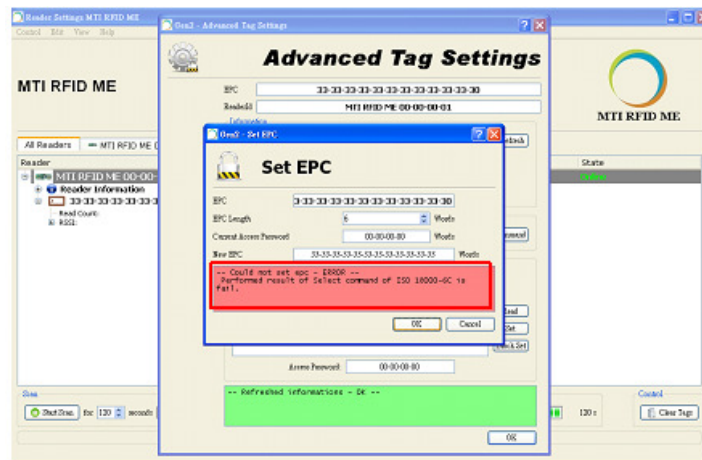 Reader Settings MTI RFID ME
Control Edit View Help
MTI RFID ME
All Readers
MTI RFID ME
Reader
MTI RFID ME 00-00-
Reader Information
33-33-33-33-33-3
Read Count:
RSSI:
Scan
Start Scan
for 120 seconds
Gen2 - Advanced Tag Settings
Advanced Tag Settings
EPC
33-33-33-33-33-33-33-33-33-33-33-30
ReaderId
MTI RFID ME 00-00-00-01
Information
Gen2 - Set EPC
Set EPC
EPC
3-33-33-33-33-33-33-33-33-33-33-30
EPC Length
6
Words
Current Access Password
00-00-00-00
Words
New EPC
Words
-- Could not set epc - ERROR --
Performed result of Select command of ISO 18000-6C is
fail.
OK
Cancel
Access Password
00-00-00-00
-- Refreshed informations - OK --
OK
MTI RFID ME
State
Online
120 s
Control
Clear Tags